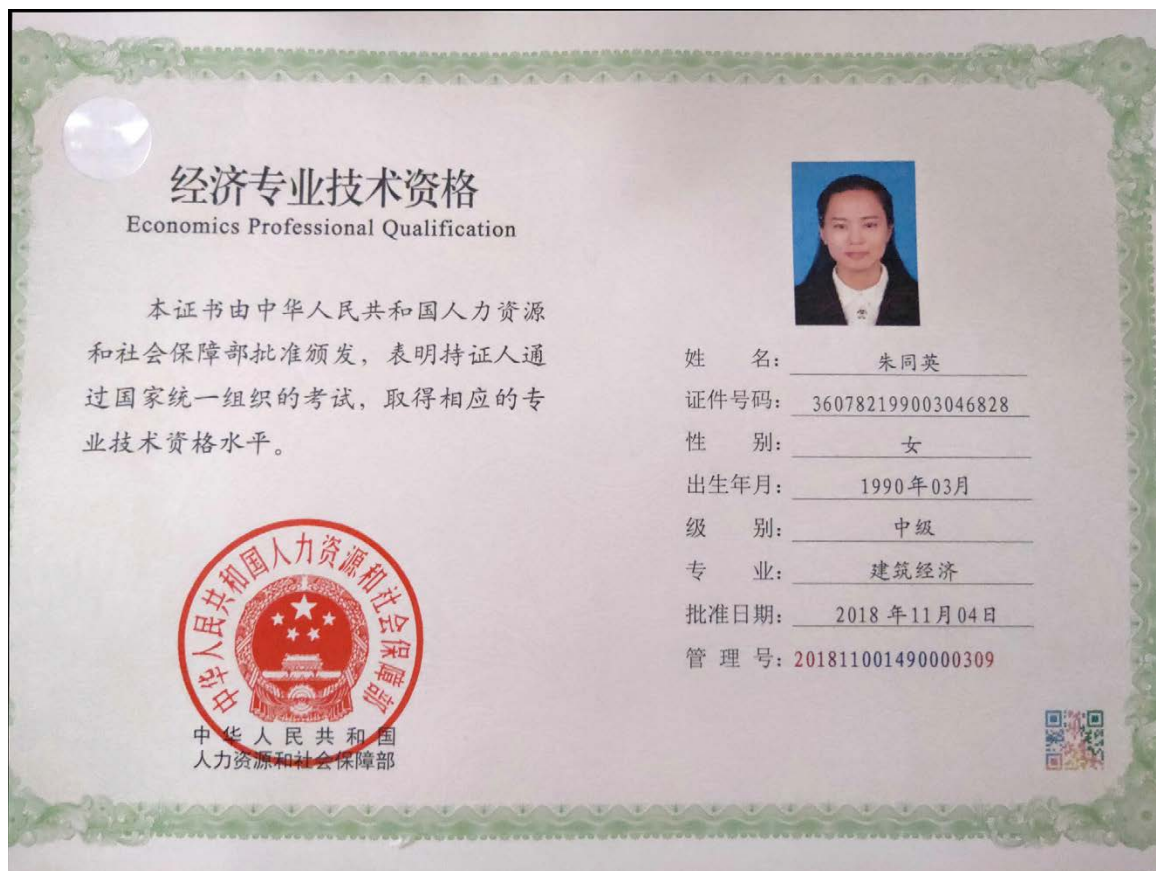 经济专业技术资格
Economics Professional Qualification
本证书由中华人民共和国人力资源
和社会保障部批准颁发，表明持证人通
过国家统一组织的考试，取得相应的专
业技术资格水平。
中华人民共和国人力资源和社会保障部
中华人民共和国
人力资源和社会保障部
姓 名：朱同英
证件号码：360782199003046828
性 别：女
出生年月：1990年03月
级 别：中级
专 业：建筑经济
批准日期：2018年11月04日
管 理 号：201811001490000309